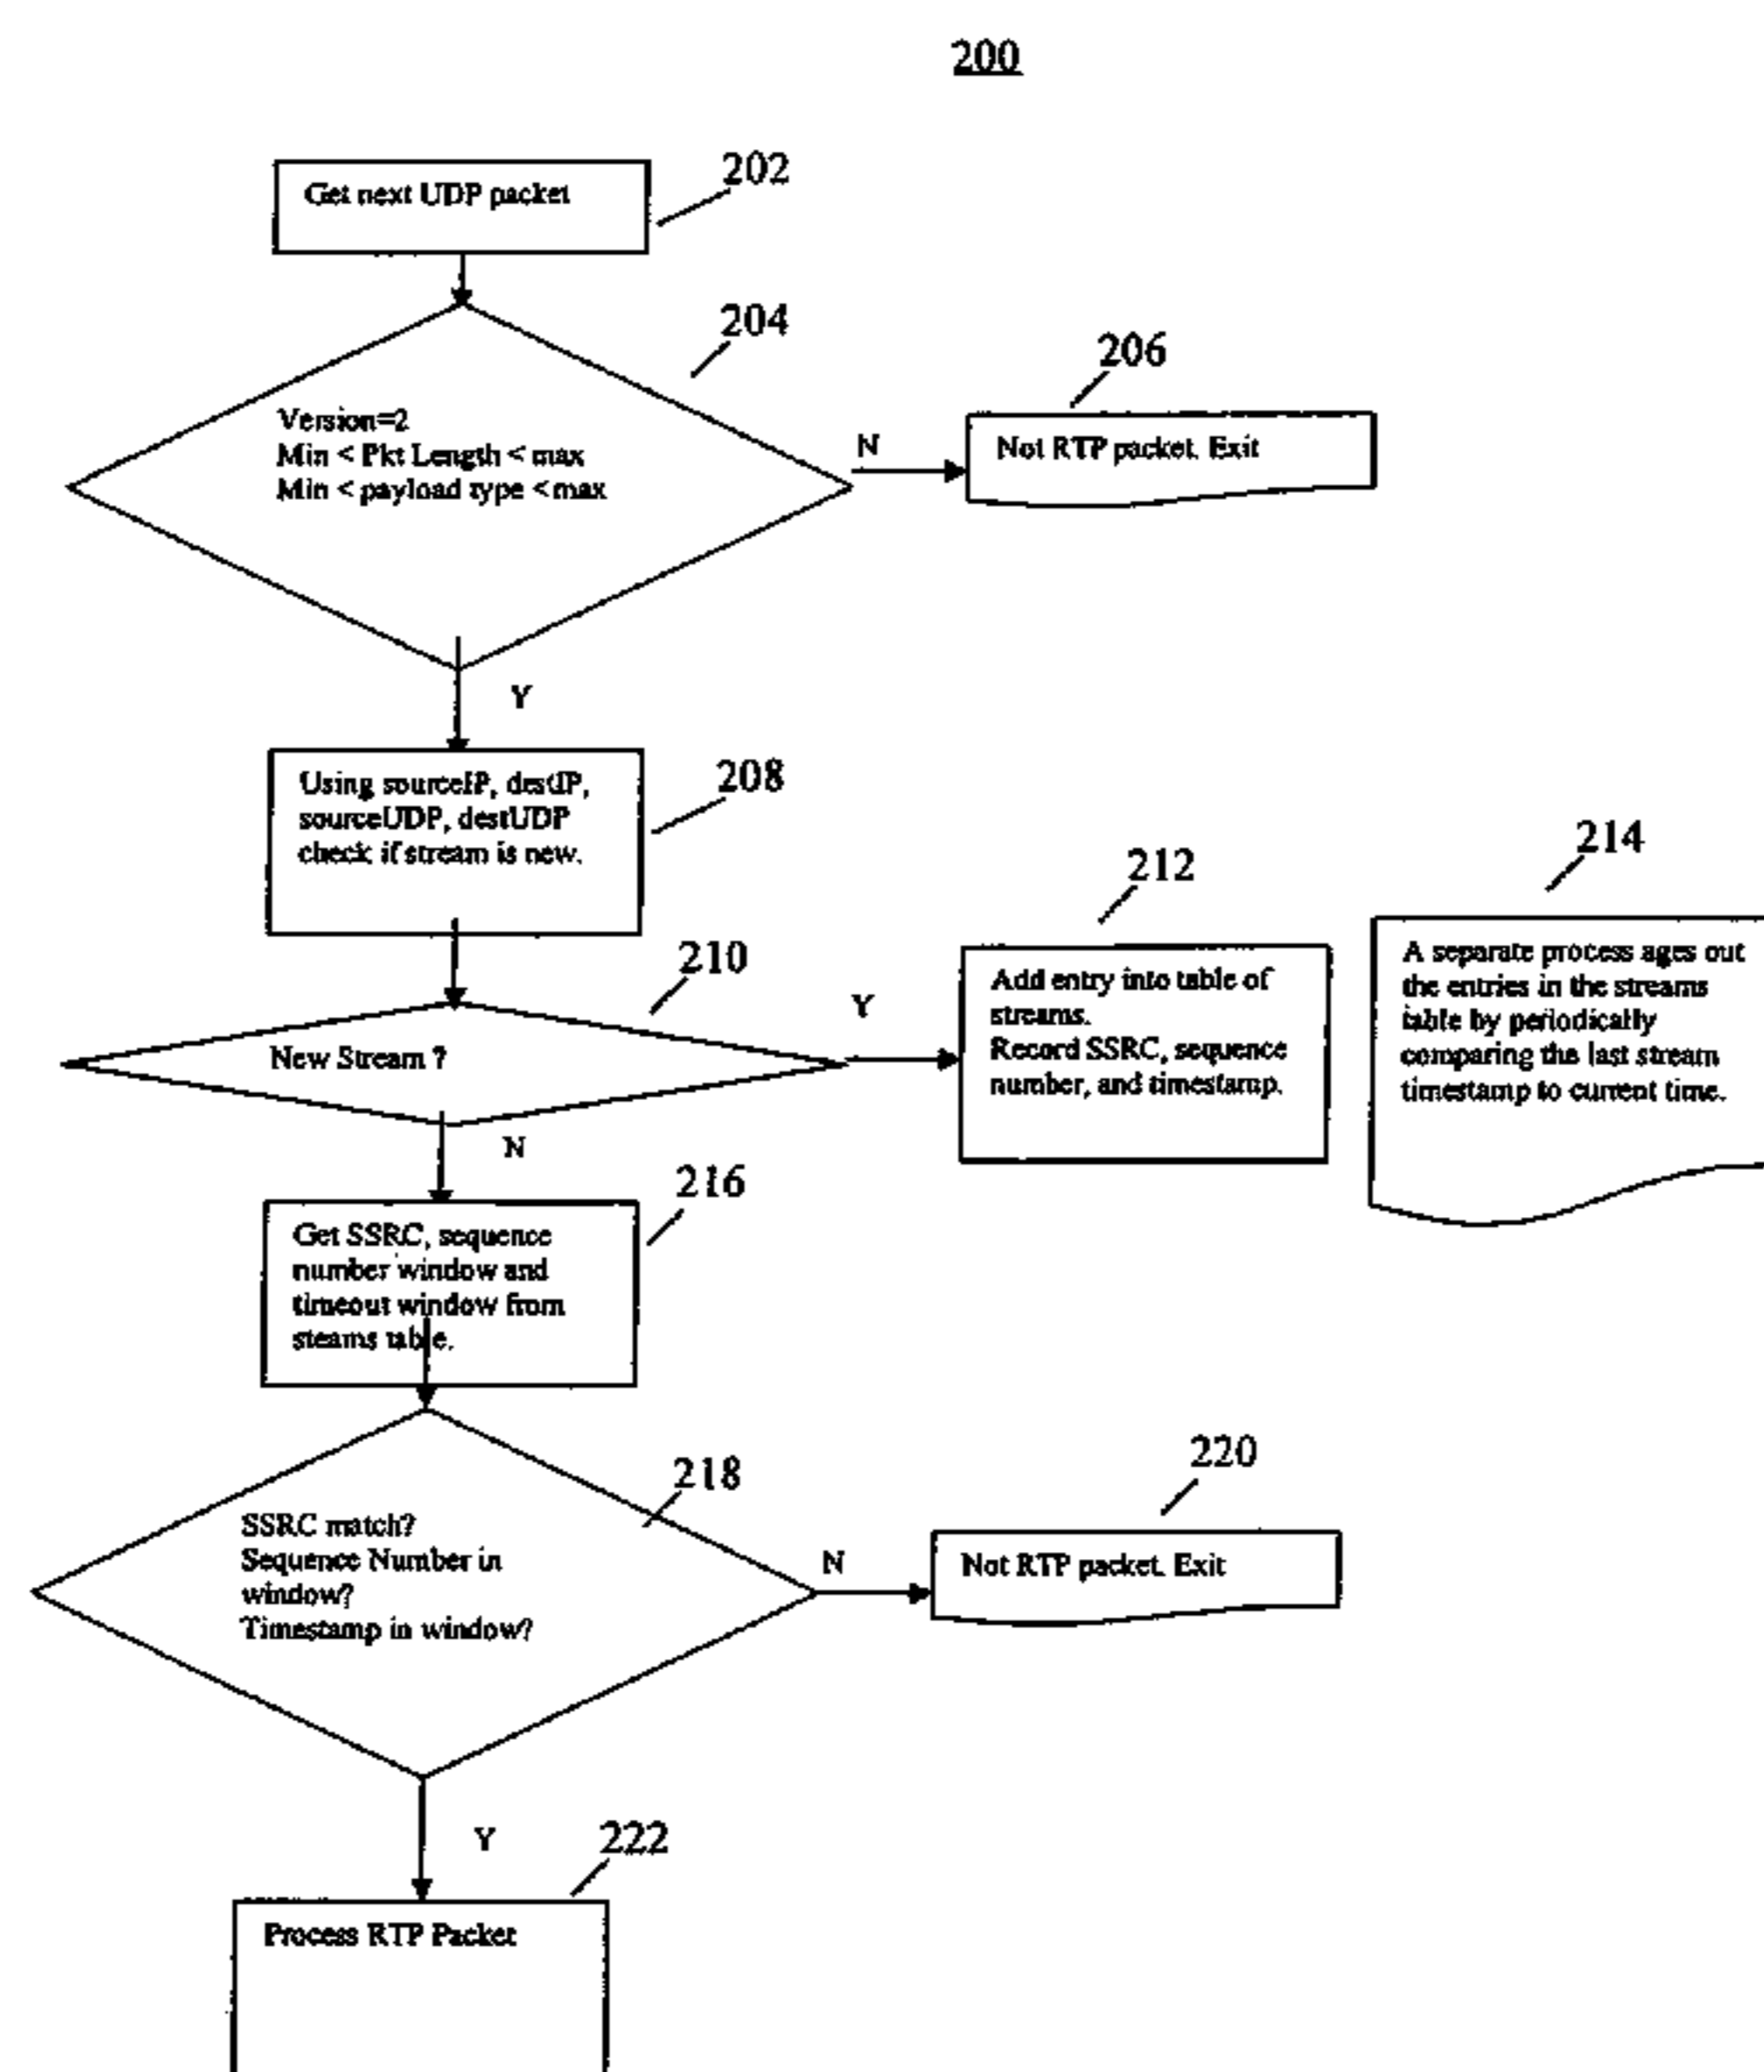 200
202
Get next UDP packet
204
Version=2
Min < Pkt Length < max
Min < payload type < max
N
206
Not RTP packet. Exit
Y
208
Using sourceIP, destIP,
sourceUDP, destUDP
check if stream is new.
210
New Stream ?
Y
212
Add entry into table of
streams.
Record SSRC, sequence
number, and timestamp.
214
A separate process ages out
the entries in the streams
table by periodically
comparing the last stream
timestamp to current time.
N
216
Get SSRC, sequence
number window and
timeout window from
steams table.
218
SSRC match?
Sequence Number in
window?
Timestamp in window?
N
220
Not RTP packet. Exit
Y
222
Process RTP Packet